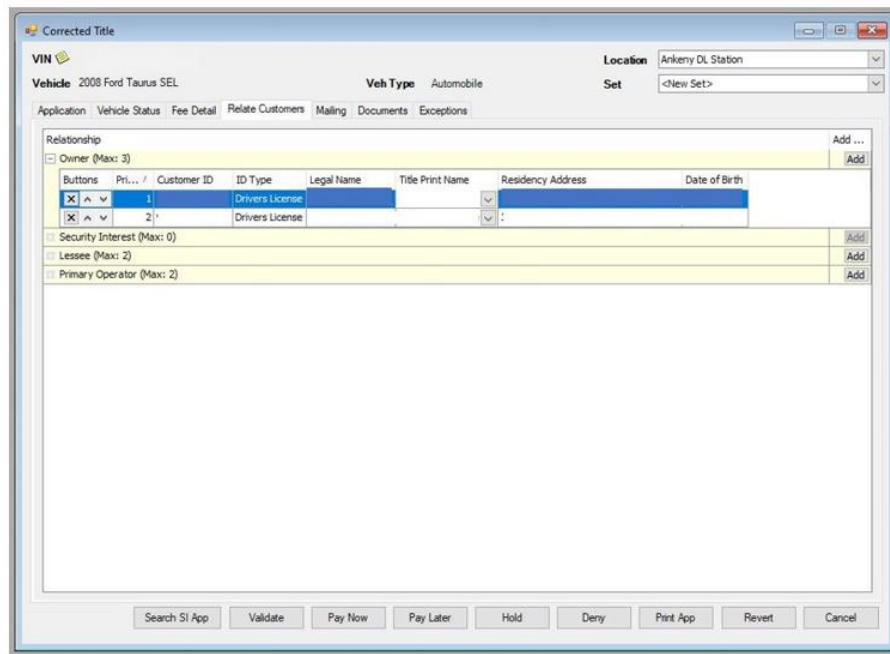 Corrected Title
VIN
Location Ankeny DL Station
Vehicle 2008 Ford Taurus SEL Veh Type Automobile Set <New Set>
Application Vehicle Status Fee Detail Relate Customers Mailing Documents Exceptions
Relationship Add ...
Owner (Max: 3) Add
Buttons Pri... / Customer ID ID Type Legal Name Title Print Name Residency Address Date of Birth
X 1 Drivers License
X 2 Drivers License
Security Interest (Max: 0) Add
Lessee (Max: 2) Add
Primary Operator (Max: 2) Add
Search SI App Validate Pay Now Pay Later Hold Deny Print App Revert Cancel